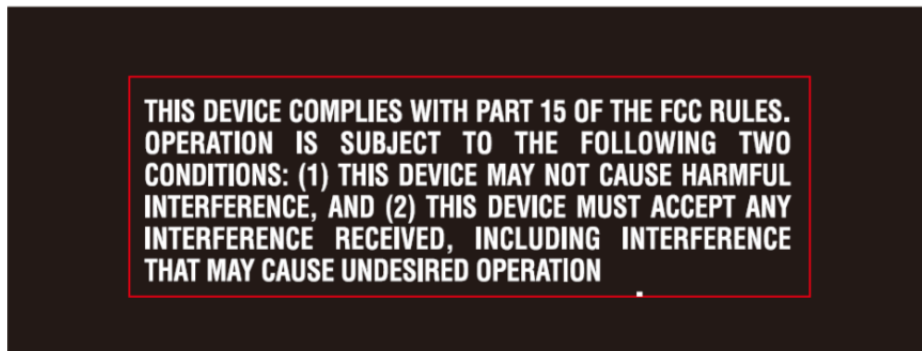 THIS DEVICE COMPLIES WITH PART 15 OF THE FCC RULES.
OPERATION IS SUBJECT TO THE FOLLOWING TWO
CONDITIONS: (1) THIS DEVICE MAY NOT CAUSE HARMFUL
INTERFERENCE, AND (2) THIS DEVICE MUST ACCEPT ANY
INTERFERENCE RECEIVED, INCLUDING INTERFERENCE
THAT MAY CAUSE UNDESIRED OPERATION
.